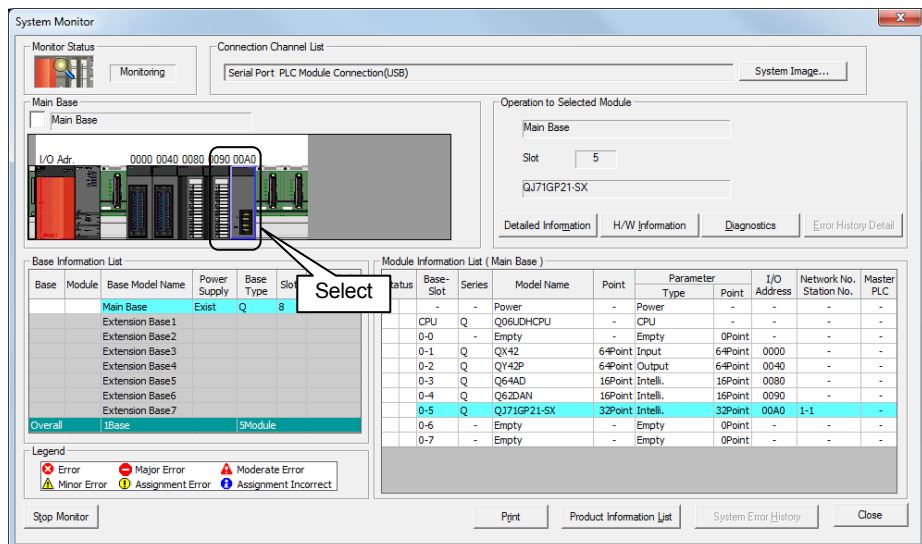 System Monitor
Monitor Status
Monitoring
Connection Channel List
Serial Port PLC Module Connection(USB)
System Image...
Main Base
Main Base
I/O Adr. 0000 0040 0080 0090 00A0
Operation to Selected Module
Main Base
Slot 5
QJ71GP21-SX
Detailed Information H/W Information Diagnostics Error History Detail
Select
Base Information List
Base Module Base Model Name Power Supply Base Type Slot
Main Base Exist Q 8
Extension Base1
Extension Base2
Extension Base3
Extension Base4
Extension Base5
Extension Base6
Extension Base7
Overall 1Base 5Module
Module Information List ( Main Base )
tatus Base-Slot Series Model Name Point Parameter Type Point I/O Address Network No. Station No. Master PLC
- - Power - Power - - - -
CPU Q Q06UDHCPU - CPU - - - -
0-0 - Empty - Empty 0Point - - -
0-1 Q QX42 64Point Input 64Point 0000 - -
0-2 Q QY42P 64Point Output 64Point 0040 - -
0-3 Q Q64AD 16Point Intelli. 16Point 0080 - -
0-4 Q Q62DAN 16Point Intelli. 16Point 0090 - -
0-5 Q QJ71GP21-SX 32Point Intelli. 32Point 00A0 1-1 -
0-6 - Empty - Empty 0Point - - -
0-7 - Empty - Empty 0Point - - -
Legend
Error Major Error Moderate Error
Minor Error Assignment Error Assignment Incorrect
Stop Monitor Print Product Information List System Error History Close